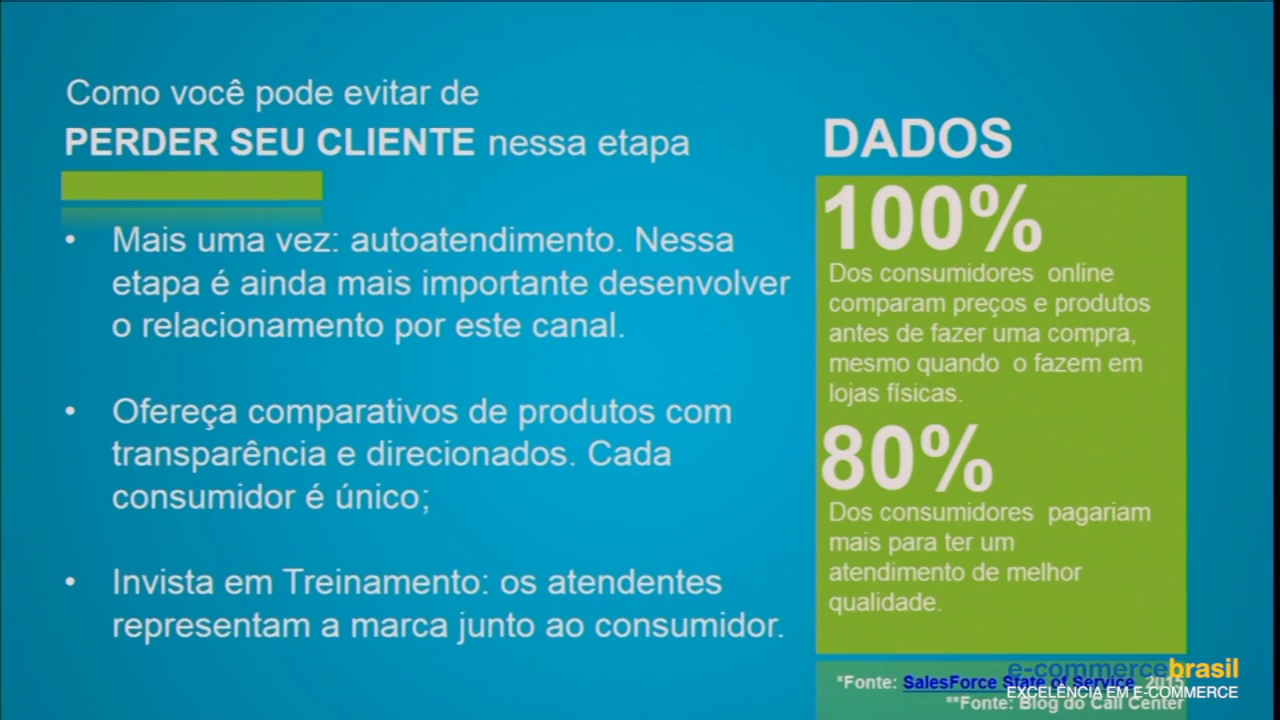 Como você pode evitar de
PERDER SEU CLIENTE nessa etapa
• Mais uma vez: autoatendimento. Nessa
etapa é ainda mais importante desenvolver
o relacionamento por este canal.
• Ofereça comparativos de produtos com
transparência e direcionados. Cada
consumidor é único;
• Invista em Treinamento: os atendentes
representam a marca junto ao consumidor.
DADOS
100%
Dos consumidores online
comparam preços e produtos
antes de fazer uma compra,
mesmo quando o fazem em
lojas físicas.
80%
Dos consumidores pagariam
mais para ter um
atendimento de melhor
qualidade.
e-commercebrasil
*Fonte: SalesForce State of Service, 2015
EXCELÊNCIA EM E-COMMERCE
**Fonte: Blog do Call Center